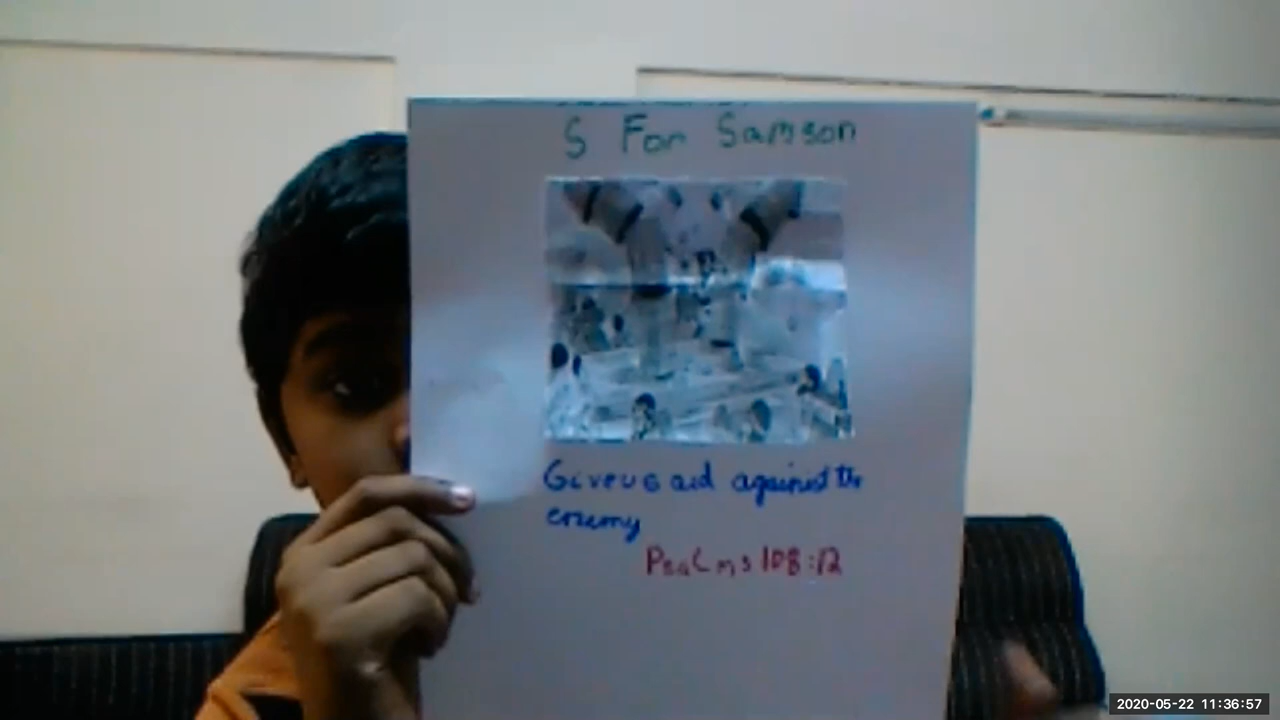 S For Samson
Give us aid against the
enemy
Psalms 108:12
2020-05-22 11:36:57